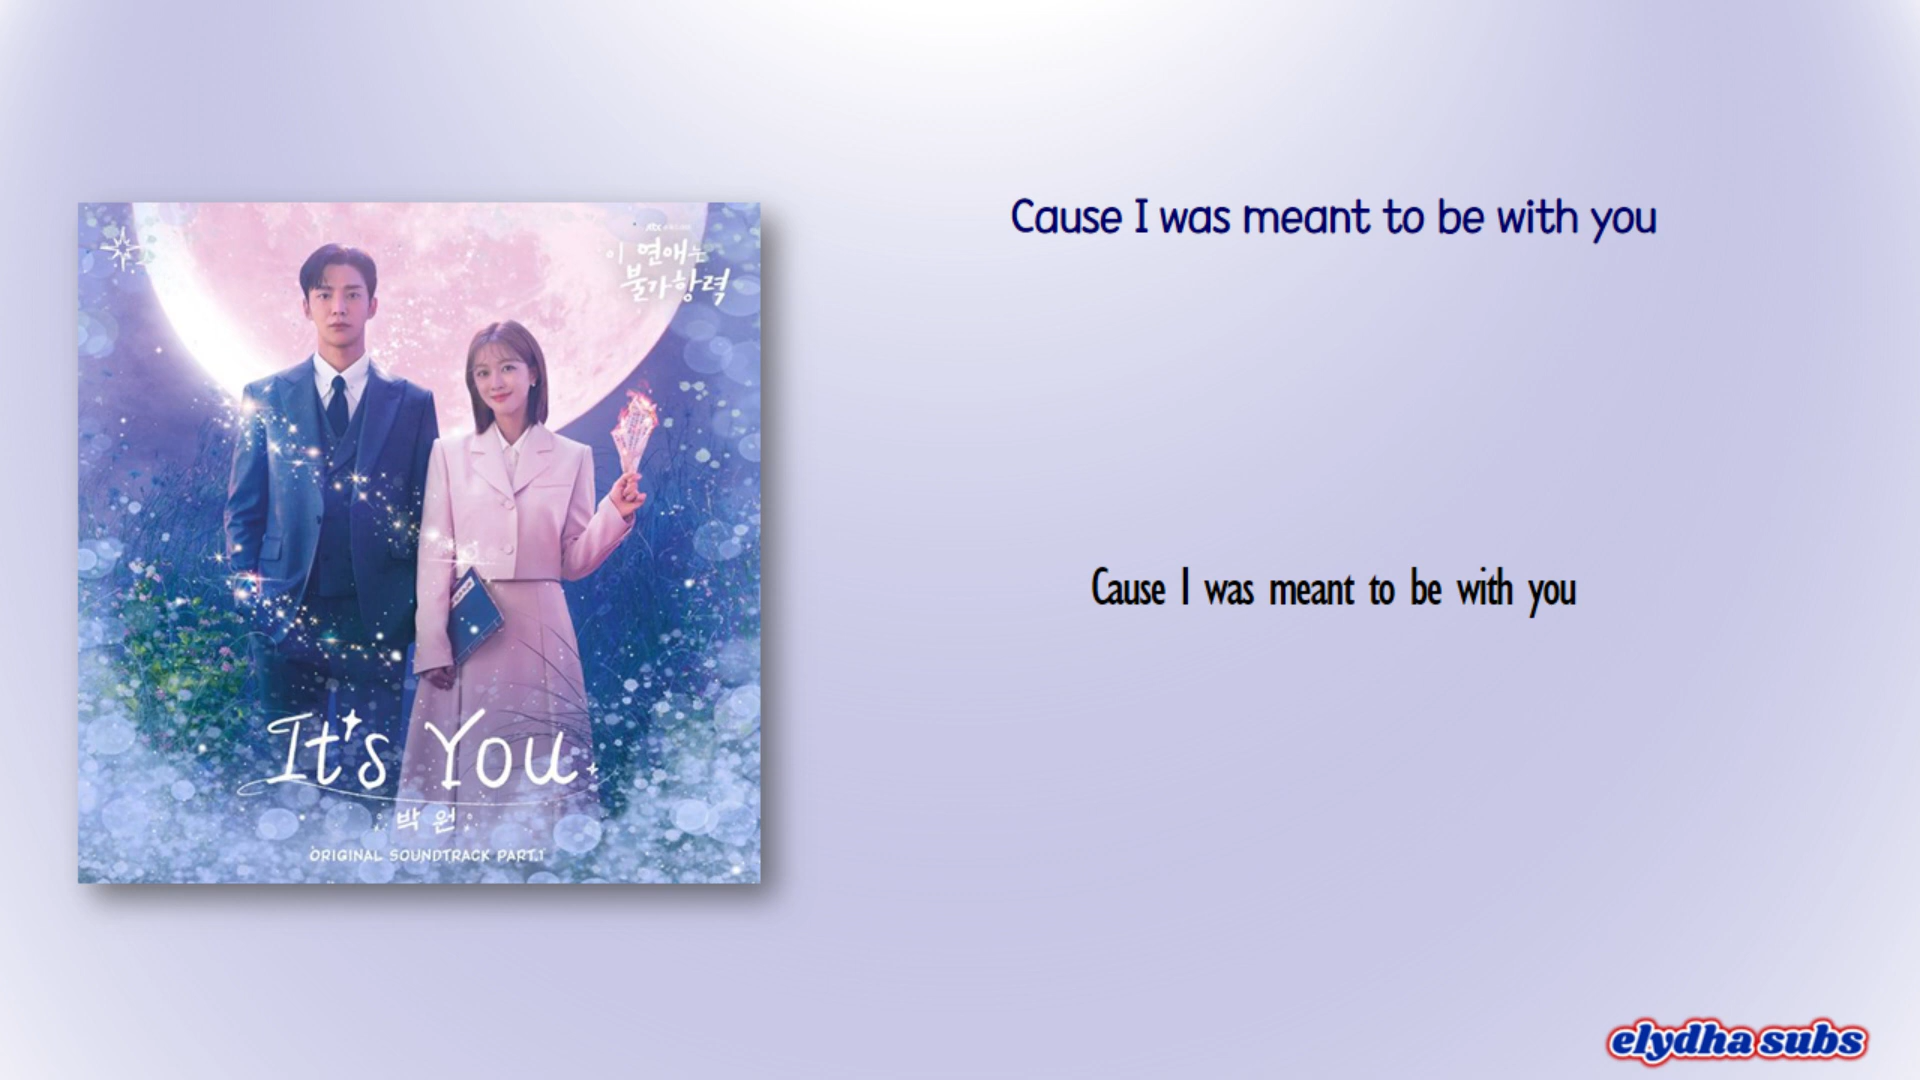 이 연애는
불가항력
It's You
박원
ORIGINAL SOUNDTRACK PART.1
Cause I was meant to be with you
Cause I was meant to be with you
elydha subs